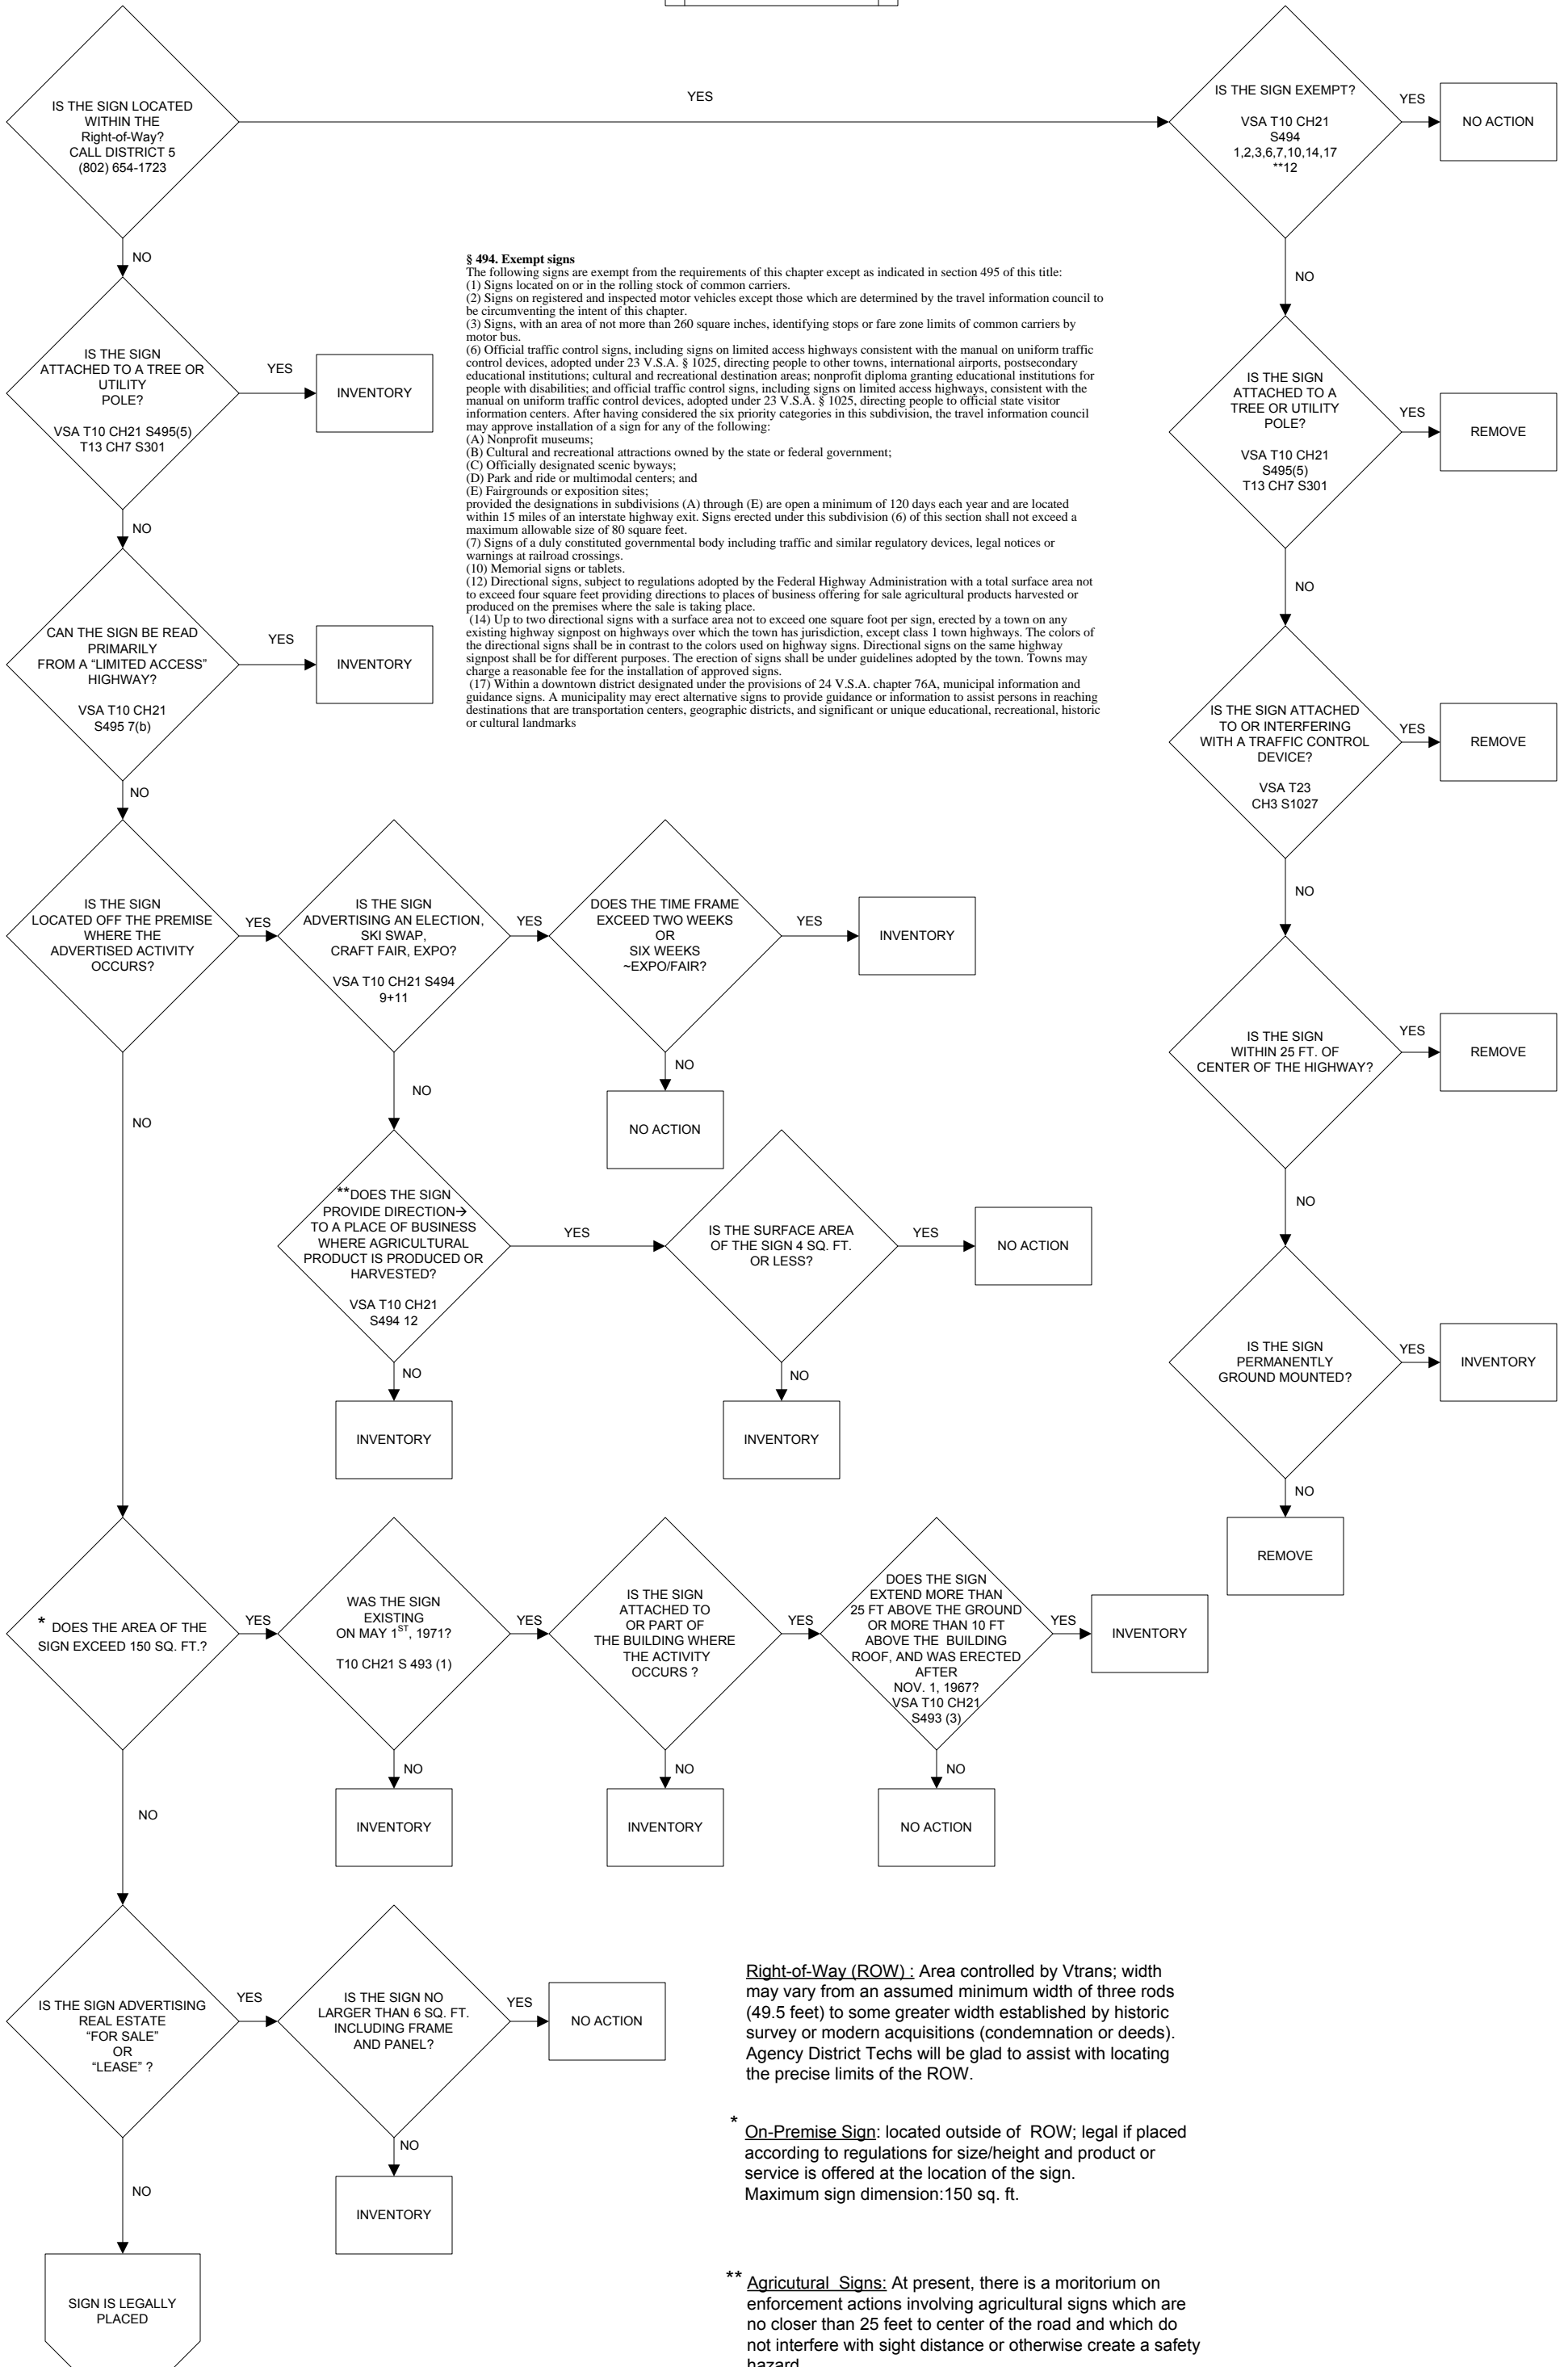 IS THE SIGN LOCATED
WITHIN THE
Right-of-Way?
CALL DISTRICT 5
(802) 654-1723
YES
IS THE SIGN EXEMPT?
VSA T10 CH21
S494
1,2,3,6,7,10,14,17
**12
YES
NO ACTION
NO
NO
§ 494. Exempt signs
The following signs are exempt from the requirements of this chapter except as indicated in section 495 of this title:
(1) Signs located on or in the rolling stock of common carriers.
(2) Signs on registered and inspected motor vehicles except those which are determined by the travel information council to
be circumventing the intent of this chapter.
(3) Signs, with an area of not more than 260 square inches, identifying stops or fare zone limits of common carriers by
motor bus.
(6) Official traffic control signs, including signs on limited access highways consistent with the manual on uniform traffic
control devices, adopted under 23 V.S.A. § 1025, directing people to other towns, international airports, postsecondary
educational institutions; cultural and recreational destination areas; nonprofit diploma granting educational institutions for
people with disabilities; and official traffic control signs, including signs on limited access highways, consistent with the
manual on uniform traffic control devices, adopted under 23 V.S.A. § 1025, directing people to official state visitor
information centers. After having considered the six priority categories in this subdivision, the travel information council
may approve installation of a sign for any of the following:
(A) Nonprofit museums;
(B) Cultural and recreational attractions owned by the state or federal government;
(C) Officially designated scenic byways;
(D) Park and ride or multimodal centers; and
(E) Fairgrounds or exposition sites;
provided the designations in subdivisions (A) through (E) are open a minimum of 120 days each year and are located
within 15 miles of an interstate highway exit. Signs erected under this subdivision (6) of this section shall not exceed a
maximum allowable size of 80 square feet.
(7) Signs of a duly constituted governmental body including traffic and similar regulatory devices, legal notices or
warnings at railroad crossings.
(10) Memorial signs or tablets.
(12) Directional signs, subject to regulations adopted by the Federal Highway Administration with a total surface area not
to exceed four square feet providing directions to places of business offering for sale agricultural products harvested or
produced on the premises where the sale is taking place.
(14) Up to two directional signs with a surface area not to exceed one square foot per sign, erected by a town on any
existing highway signpost on highways over which the town has jurisdiction, except class 1 town highways. The colors of
the directional signs shall be in contrast to the colors used on highway signs. Directional signs on the same highway
signpost shall be for different purposes. The erection of signs shall be under guidelines adopted by the town. Towns may
charge a reasonable fee for the installation of approved signs.
(17) Within a downtown district designated under the provisions of 24 V.S.A. chapter 76A, municipal information and
guidance signs. A municipality may erect alternative signs to provide guidance or information to assist persons in reaching
destinations that are transportation centers, geographic districts, and significant or unique educational, recreational, historic
or cultural landmarks
IS THE SIGN
ATTACHED TO A TREE OR
UTILITY
POLE?
VSA T10 CH21 S495(5)
T13 CH7 S301
YES
INVENTORY
NO
IS THE SIGN
ATTACHED TO A
TREE OR UTILITY
POLE?
VSA T10 CH21
S495(5)
T13 CH7 S301
YES
REMOVE
NO
CAN THE SIGN BE READ
PRIMARILY
FROM A “LIMITED ACCESS”
HIGHWAY?
VSA T10 CH21
S495 7(b)
YES
INVENTORY
NO
IS THE SIGN ATTACHED
TO OR INTERFERING
WITH A TRAFFIC CONTROL
DEVICE?
VSA T23
CH3 S1027
YES
REMOVE
NO
IS THE SIGN
LOCATED OFF THE PREMISE
WHERE THE
ADVERTISED ACTIVITY
OCCURS?
YES
IS THE SIGN
ADVERTISING AN ELECTION,
SKI SWAP,
CRAFT FAIR, EXPO?
VSA T10 CH21 S494
9+11
YES
DOES THE TIME FRAME
EXCEED TWO WEEKS
OR
SIX WEEKS
~EXPO/FAIR?
YES
INVENTORY
NO
NO ACTION
NO
NO
IS THE SIGN
WITHIN 25 FT. OF
CENTER OF THE HIGHWAY?
YES
REMOVE
NO
**DOES THE SIGN
PROVIDE DIRECTION→
TO A PLACE OF BUSINESS
WHERE AGRICULTURAL
PRODUCT IS PRODUCED OR
HARVESTED?
VSA T10 CH21
S494 12
YES
IS THE SURFACE AREA
OF THE SIGN 4 SQ. FT.
OR LESS?
YES
NO ACTION
NO
INVENTORY
NO
INVENTORY
IS THE SIGN
PERMANENTLY
GROUND MOUNTED?
YES
INVENTORY
NO
REMOVE
* DOES THE AREA OF THE
SIGN EXCEED 150 SQ. FT.?
YES
WAS THE SIGN
EXISTING
ON MAY 1ST, 1971?
T10 CH21 S 493 (1)
YES
IS THE SIGN
ATTACHED TO
OR PART OF
THE BUILDING WHERE
THE ACTIVITY
OCCURS ?
YES
DOES THE SIGN
EXTEND MORE THAN
25 FT ABOVE THE GROUND
OR MORE THAN 10 FT
ABOVE THE BUILDING
ROOF, AND WAS ERECTED
AFTER
NOV. 1, 1967?
VSA T10 CH21
S493 (3)
YES
INVENTORY
NO
INVENTORY
NO
INVENTORY
NO
NO ACTION
NO
IS THE SIGN ADVERTISING
REAL ESTATE
“FOR SALE”
OR
“LEASE” ?
YES
IS THE SIGN NO
LARGER THAN 6 SQ. FT.
INCLUDING FRAME
AND PANEL?
YES
NO ACTION
NO
INVENTORY
NO
SIGN IS LEGALLY
PLACED
Right-of-Way (ROW) : Area controlled by Vtrans; width
may vary from an assumed minimum width of three rods
(49.5 feet) to some greater width established by historic
survey or modern acquisitions (condemnation or deeds).
Agency District Techs will be glad to assist with locating
the precise limits of the ROW.
* On-Premise Sign: located outside of ROW; legal if placed
according to regulations for size/height and product or
service is offered at the location of the sign.
Maximum sign dimension:150 sq. ft.
** Agricutural Signs: At present, there is a moritorium on
enforcement actions involving agricultural signs which are
no closer than 25 feet to center of the road and which do
not interfere with sight distance or otherwise create a safety
hazard